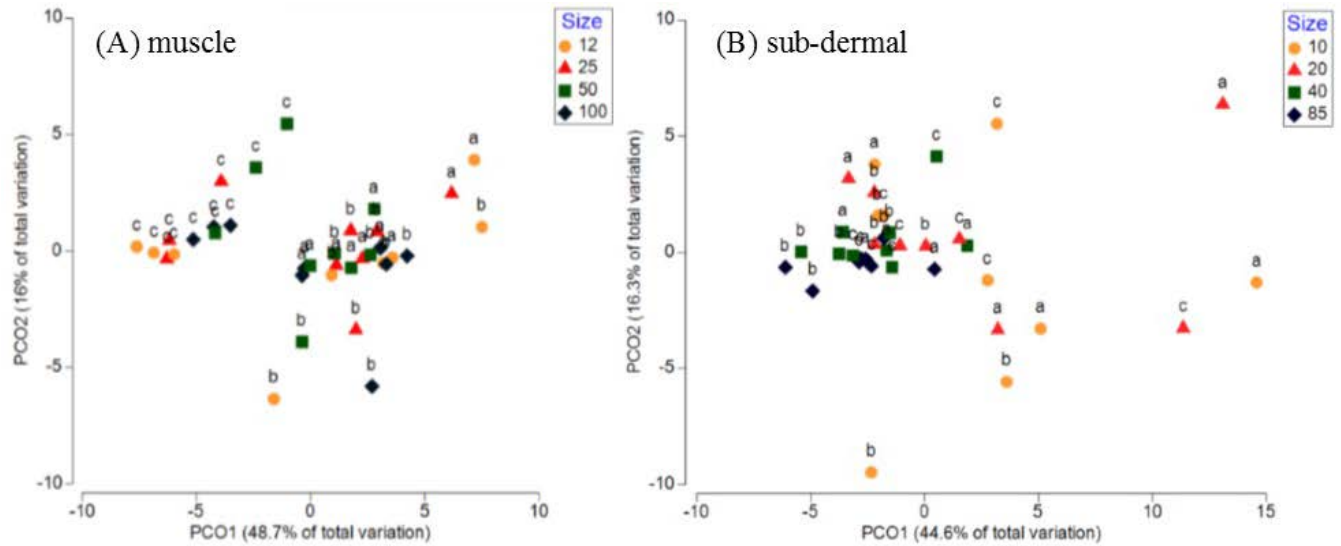 (A) muscle
Size
12
25
50
100
10
5
0
-5
-10
PCO2 (16% of total variation)
c
c
c
c
c
c
c
c
c
c
c
a
a
b
a
b
b
a
a
b
a
b
b
b
b
-10
-5
0
5
10
PCO1 (48.7% of total variation)
(B) sub-dermal
Size
10
20
40
85
10
5
0
-5
-10
PCO2 (16.3% of total variation)
a
c
c
a
a
b
a
b
b
c
b
c
b
c
a
a
a
c
a
c
a
b
b
b
-10
-5
0
5
10
15
PCO1 (44.6% of total variation)